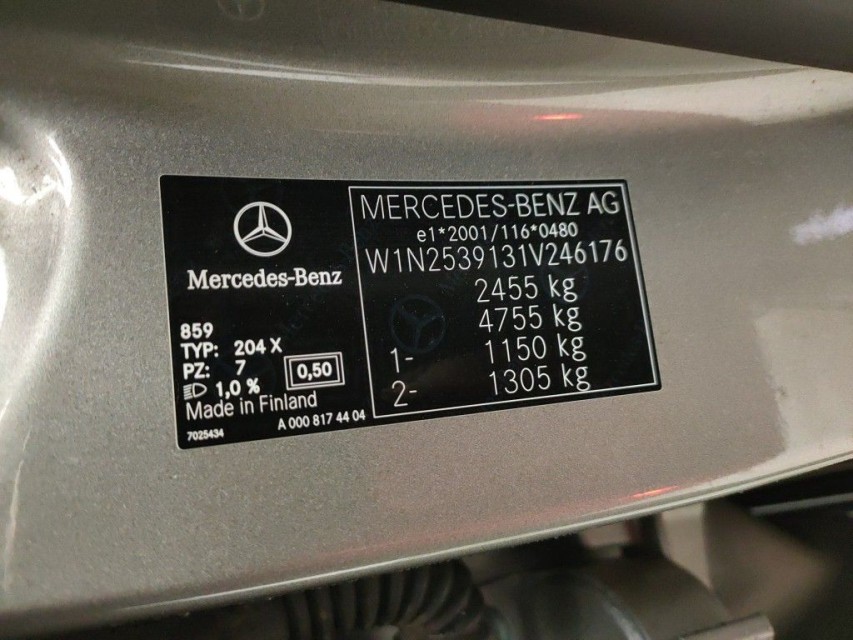 Mercedes-Benz
859
TYP: 204 X
PZ: 7
1,0 %
0,50
Made in Finland
7025434
A 000 817 44 04
MERCEDES-BENZ AG
e1*2001/116*0480
W1N2539131V246176
2455 kg
4755 kg
1- 1150 kg
2- 1305 kg